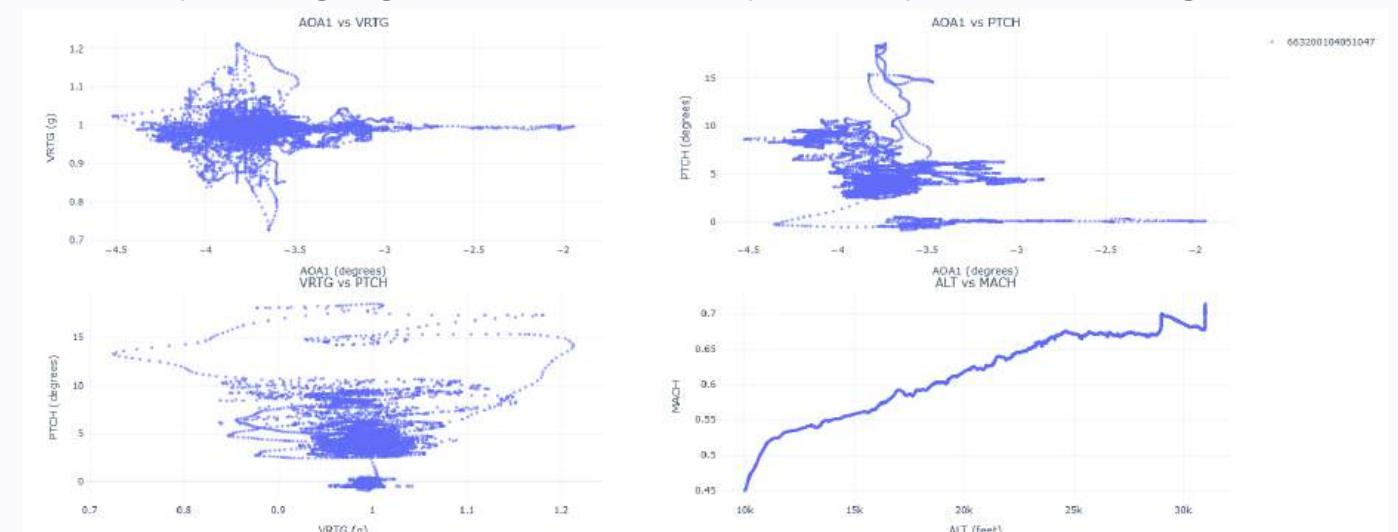 AOA1 vs VRTG
AOA1 vs PTCH
663200104051047
VRTG (g)
1.2
1.1
1
0.9
0.8
0.7
−4.5 −4 −3.5 −3 −2.5 −2
AOA1 (degrees)
PTCH (degrees)
15
10
5
0
−4.5 −4 −3.5 −3 −2.5 −2
AOA1 (degrees)
VRTG vs PTCH
ALT vs MACH
PTCH (degrees)
15
10
5
0
0.7 0.8 0.9 1 1.1 1.2
VRTG (g)
MACH
0.7
0.65
0.6
0.55
0.5
0.45
10k 15k 20k 25k 30k
ALT (feet)